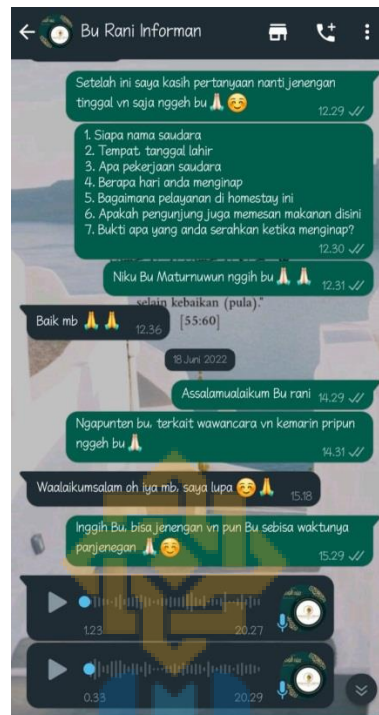 Bu Rani Informan
Setelah ini saya kasih pertanyaan nanti jenengan
tinggal vn saja nggeh bu 🙏🏻☺️
12.29
1. Siapa nama saudara
2. Tempat, tanggal lahir
3. Apa pekerjaan saudara
4. Berapa hari anda menginap
5. Bagaimana pelayanan di homestay ini
6. Apakah pengunjung juga memesan makanan disini
7. Bukti apa yang anda serahkan ketika menginap?
12.30
Niku Bu Maturnuwun nggih bu 🙏🏻 🙏🏻
12.31
selain kebaikan (pula)."
Baik mb 🙏 🙏
12.36
[55:60]
18 Juni 2022
Assalamualaikum Bu rani
14.29
Ngapunten bu, terkait wawancara vn kemarin pripun
nggeh bu 🙏🏻
14.31
Waalaikumsalam oh iya mb, saya lupa ☺️🙏
15.18
Inggih Bu, bisa jenengan vn pun Bu sebisa waktunya
panjenegan 🙏🏻☺️
15.29
1.23
20.27
0.33
20.29